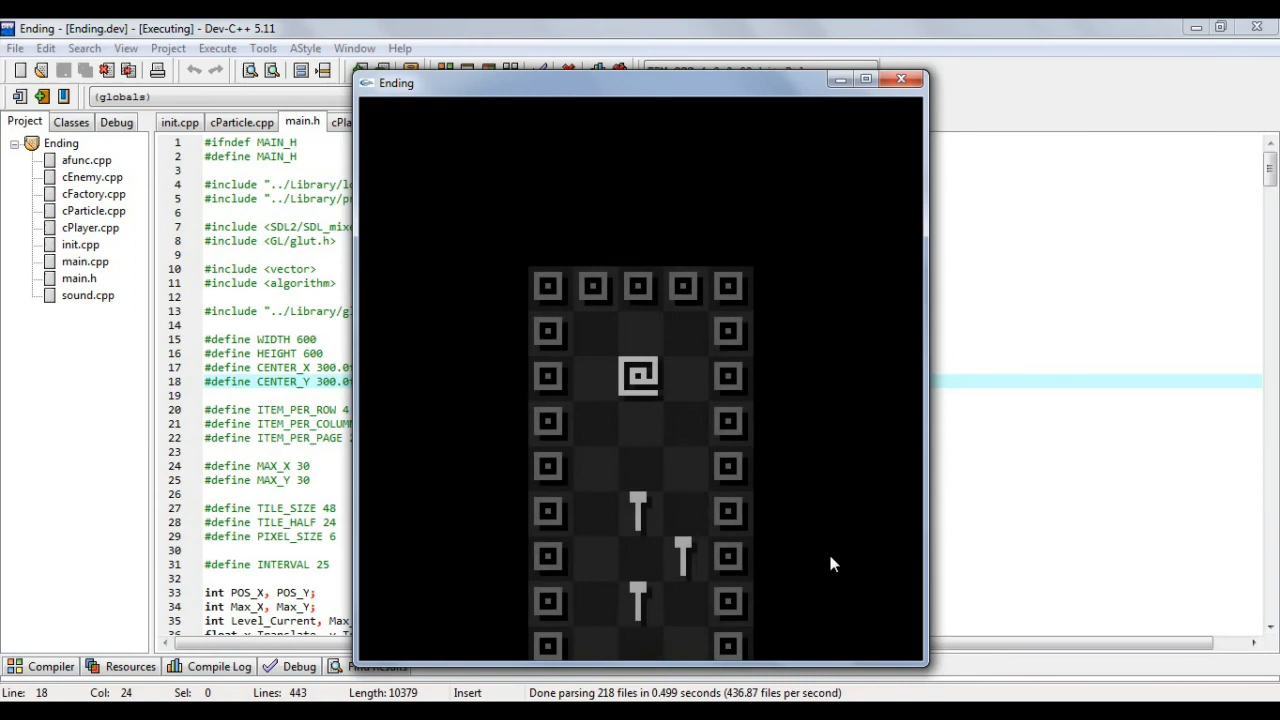 Ending - [Ending.dev] - [Executing] - Dev-C++ 5.11
File Edit Search View Project Execute Tools AStyle Window Help
(globals)
Ending
Project Classes Debug
init.cpp cParticle.cpp main.h
Ending
afunc.cpp
cEnemy.cpp
cFactory.cpp
cParticle.cpp
cPlayer.cpp
init.cpp
main.cpp
main.h
sound.cpp
1 #ifndef MAIN_H
2 #define MAIN_H
3
4 #include "../Library/
5 #include "../Library/
6
7 #include <SDL2/SDL_mix
8 #include <GL/glut.h>
9
10 #include <vector>
11 #include <algorithm>
12
13 #include "../Library/
14
15 #define WIDTH 600
16 #define HEIGHT 600
17 #define CENTER_X 300.0
18 #define CENTER_Y 300.0
19
20 #define ITEM_PER_ROW 4
21 #define ITEM_PER_COLUM
22 #define ITEM_PER_PAGE
23
24 #define MAX_X 30
25 #define MAX_Y 30
26
27 #define TILE_SIZE 48
28 #define TILE_HALF 24
29 #define PIXEL_SIZE 6
30
31 #define INTERVAL 25
32
33 int POS_X, POS_Y;
34 int Max_X, Max_Y;
35 int Level_Current,
@
Compiler Resources Compile Log Debug Find Results
Line: 18 Col: 24 Sel: 0 Lines: 443 Length: 10379 Insert Done parsing 218 files in 0.499 seconds (436.87 files per second)